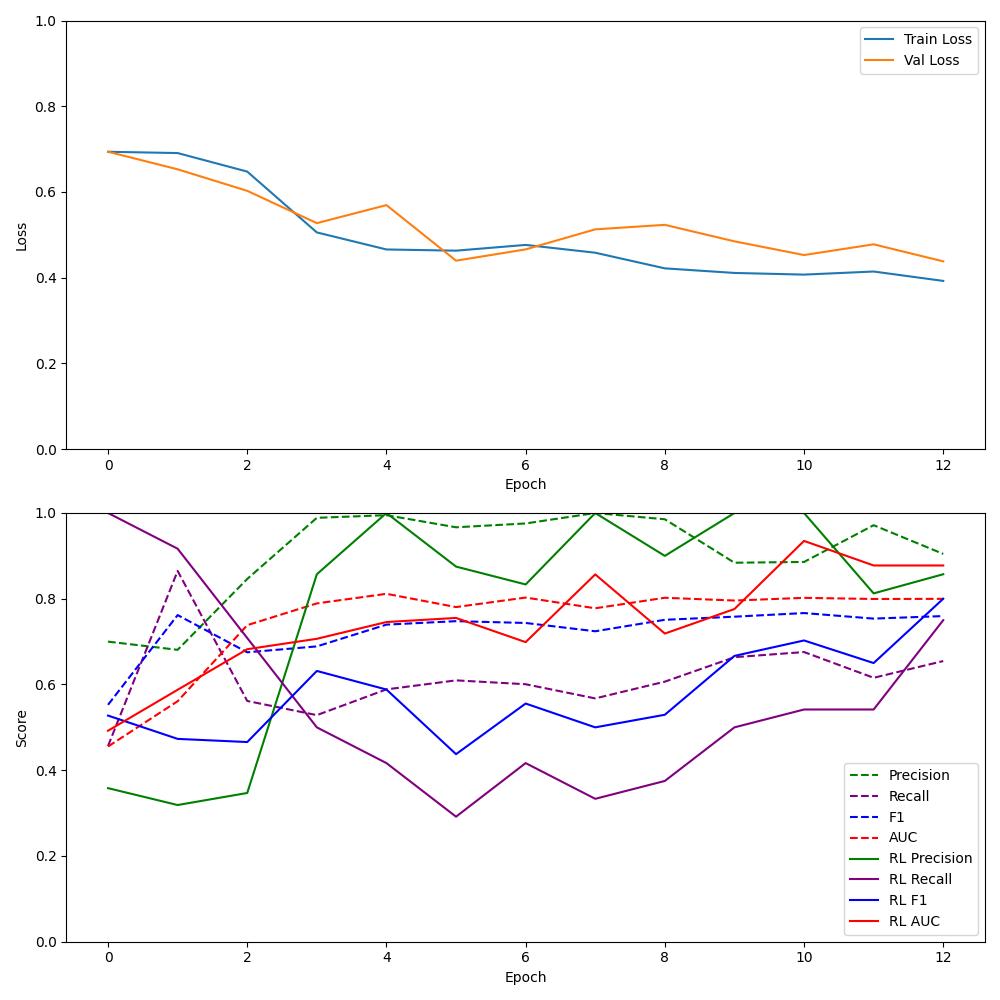 1.0
0.8
0.6
0.4
0.2
0.0
Loss
Train Loss
Val Loss
0 2 4 6 8 10 12
Epoch
1.0
0.8
0.6
0.4
0.2
0.0
Score
Precision
Recall
F1
AUC
RL Precision
RL Recall
RL F1
RL AUC
0 2 4 6 8 10 12
Epoch